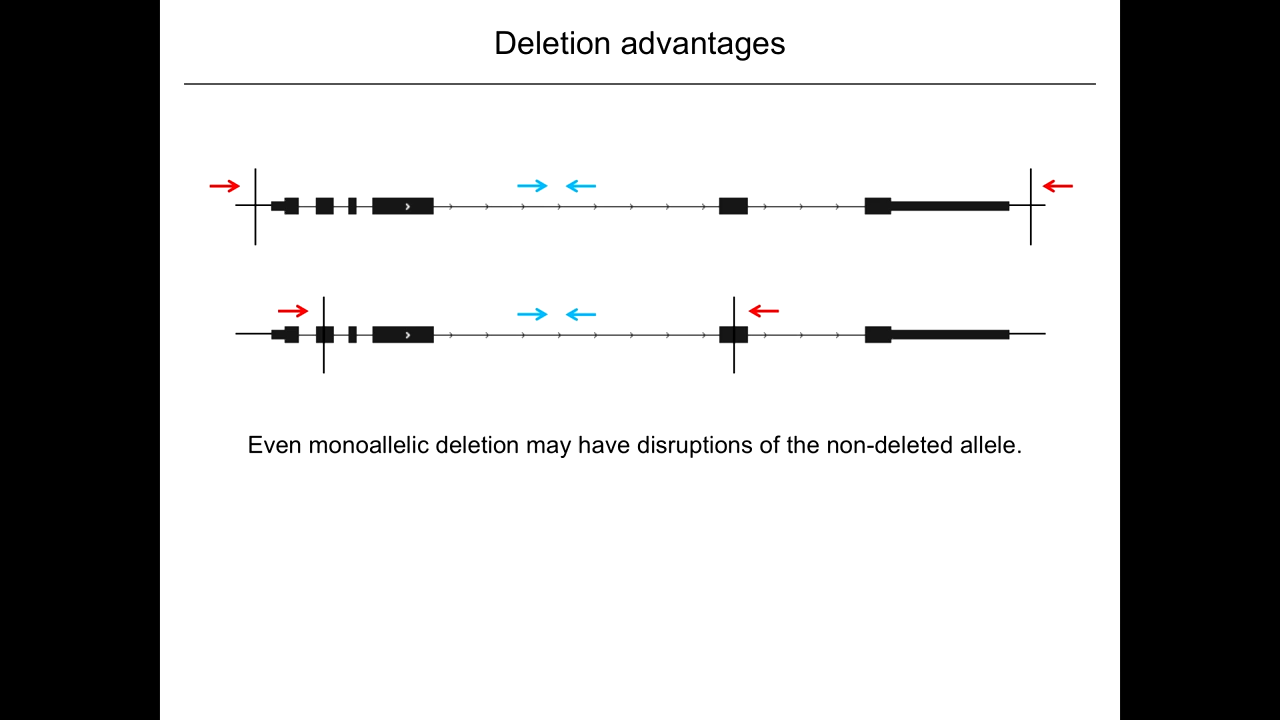 Deletion advantages
Even monoallelic deletion may have disruptions of the non-deleted allele.